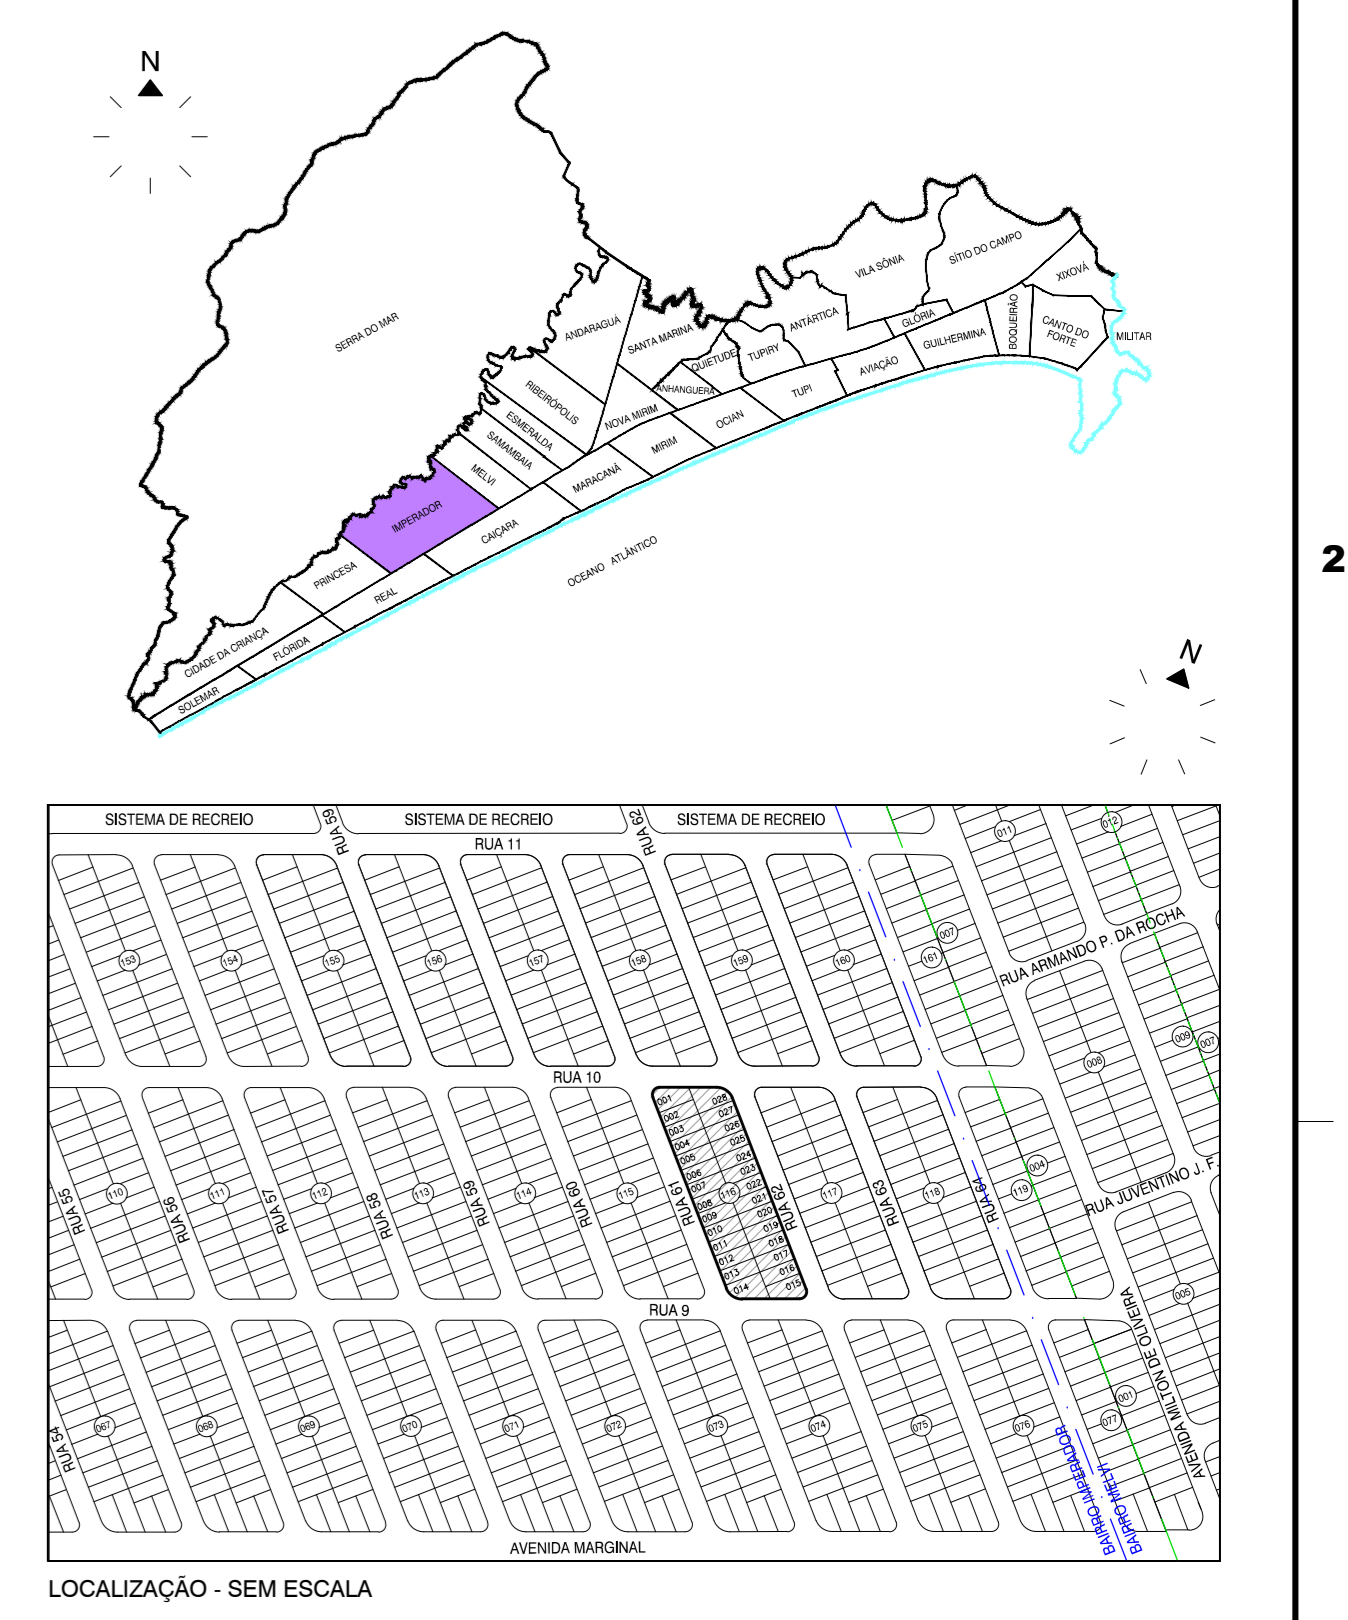 N
SERRA DO MAR
ANDARAGUÁ
SANTA MARINA
RIBEIRÓPOLIS
ESMERALDA
SAMAMBAIA
MELVI
IMPERADOR
PRINCESA
CIDADE DA CRIANÇA
SOLEMAR
FLÓRIDA
REAL
CAIÇARA
MARACANÃ
MIRIM
NOVA MIRIM
ANHANGUERA
QUIETUDE
TUPIRY
ANTÁRTICA
OCIAN
TUPI
AVIAÇÃO
VILA SÔNIA
GLÓRIA
GUILHERMINA
SÍTIO DO CAMPO
BOQUEIRÃO
XIXOVÁ
CANTO DO
FORTE
MILITAR
OCEANO ATLÂNTICO
2
N
SISTEMA DE RECREIO
RUA 59
SISTEMA DE RECREIO
RUA 62
SISTEMA DE RECREIO
RUA 11
011
012
153
154
155
156
157
158
159
160
161
007
RUA ARMANDO P. DA ROCHA
008
009
007
RUA 10
RUA 55
110
RUA 56
111
RUA 57
112
RUA 58
113
RUA 59
114
RUA 60
115
RUA 61
001
002
003
004
005
006
007
008
009
010
011
012
013
014
116
028
027
026
025
024
023
022
021
020
019
018
017
016
015
RUA 62
117
RUA 63
118
RUA 64
119
004
RUA JUVENTINO J. F.
005
RUA 9
RUA 54
067
068
069
070
071
072
073
074
075
076
077
001
AVENIDA MILTON DE OLIVEIRA
BAIRRO IMPERADOR
BAIRRO MELVI
AVENIDA MARGINAL
LOCALIZAÇÃO - SEM ESCALA